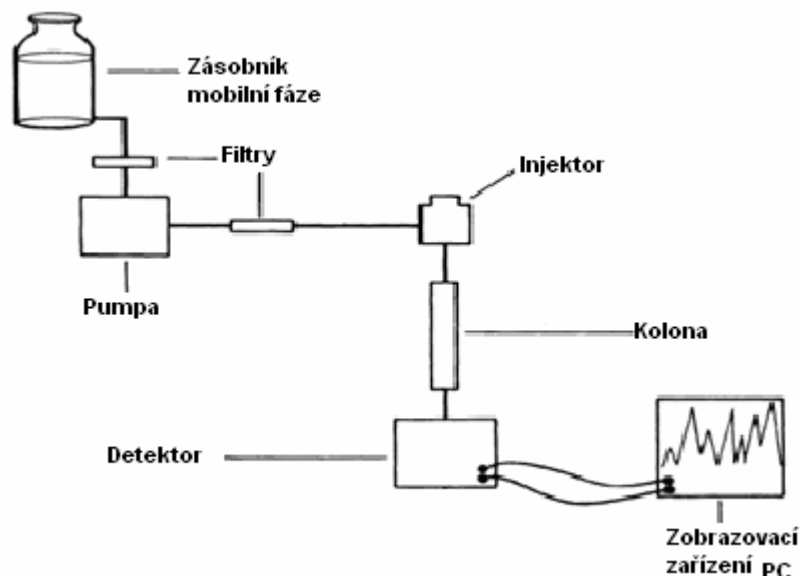 Zásobník
mobilní fáze
Filtry
Injektor
Pumpa
Kolona
Detektor
Zobrazovací
zařízení PC